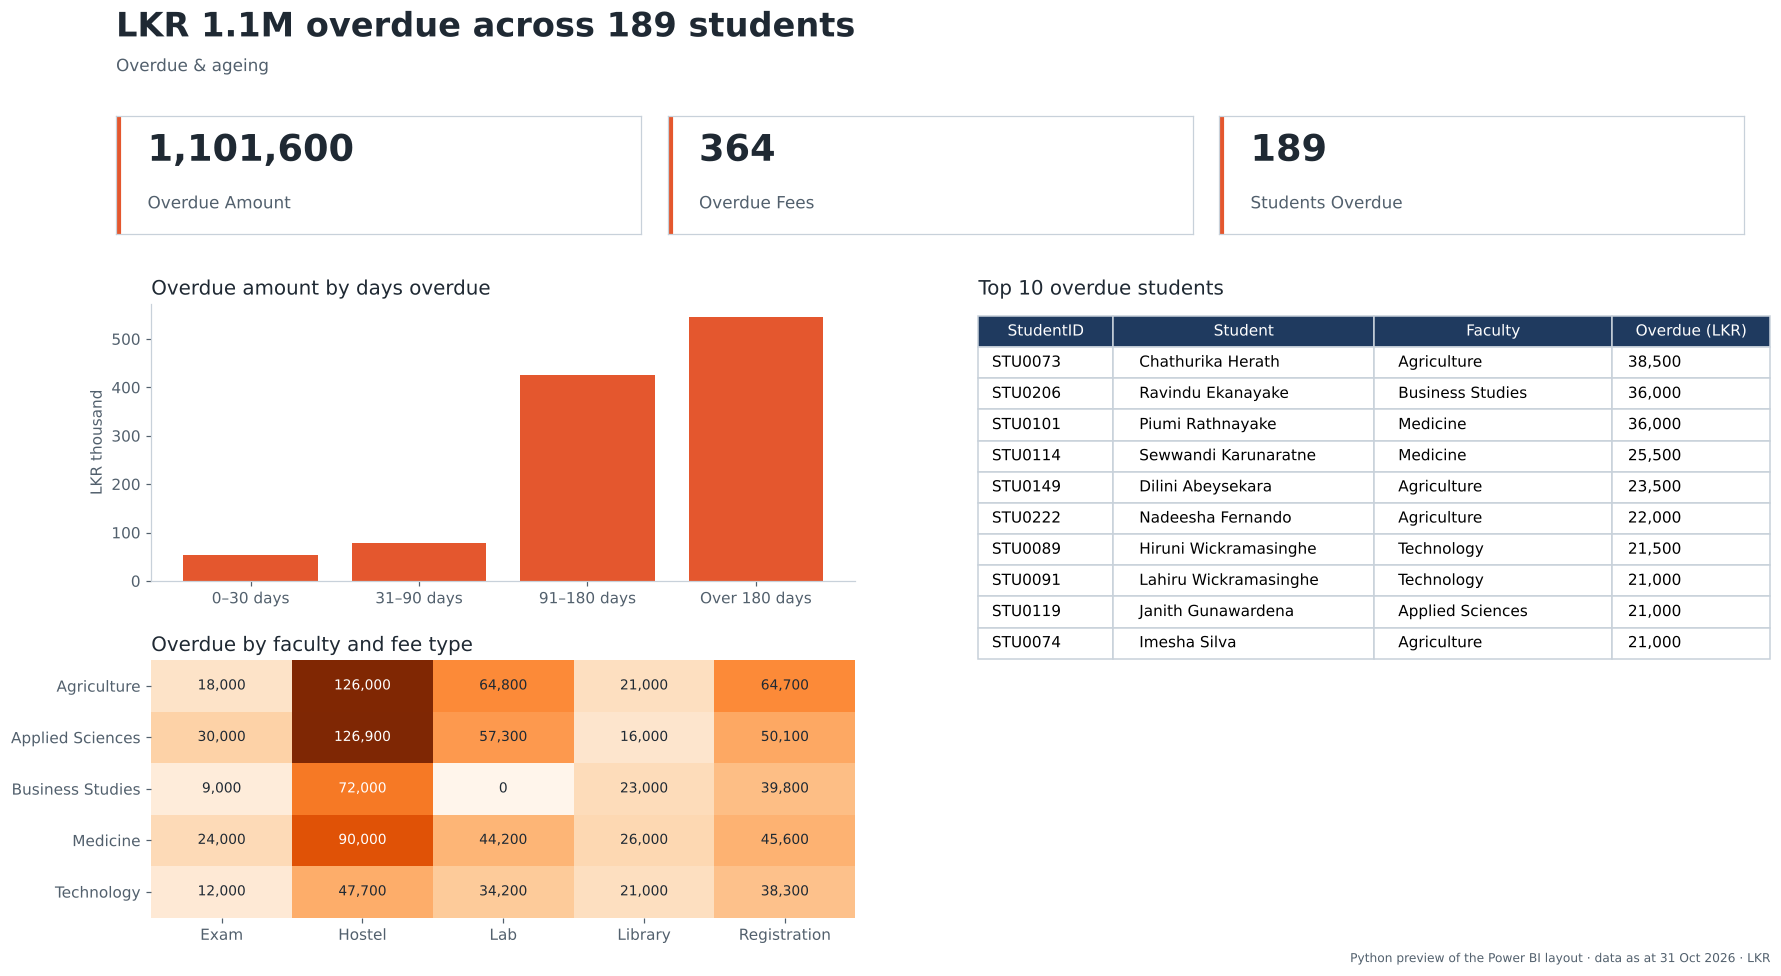 LKR 1.1M overdue across 189 students
Overdue & ageing
1,101,600
Overdue Amount
364
Overdue Fees
189
Students Overdue
Overdue amount by days overdue
LKR thousand
500
400
300
200
100
0
0–30 days 31–90 days 91–180 days Over 180 days
Overdue by faculty and fee type
Agriculture 18,000 126,000 64,800 21,000 64,700
Applied Sciences 30,000 126,900 57,300 16,000 50,100
Business Studies 9,000 72,000 0 23,000 39,800
Medicine 24,000 90,000 44,200 26,000 45,600
Technology 12,000 47,700 34,200 21,000 38,300
Exam Hostel Lab Library Registration
Top 10 overdue students
StudentID Student Faculty Overdue (LKR)
STU0073 Chathurika Herath Agriculture 38,500
STU0206 Ravindu Ekanayake Business Studies 36,000
STU0101 Piumi Rathnayake Medicine 36,000
STU0114 Sewwandi Karunaratne Medicine 25,500
STU0149 Dilini Abeysekara Agriculture 23,500
STU0222 Nadeesha Fernando Agriculture 22,000
STU0089 Hiruni Wickramasinghe Technology 21,500
STU0091 Lahiru Wickramasinghe Technology 21,000
STU0119 Janith Gunawardena Applied Sciences 21,000
STU0074 Imesha Silva Agriculture 21,000
Python preview of the Power BI layout · data as at 31 Oct 2026 · LKR